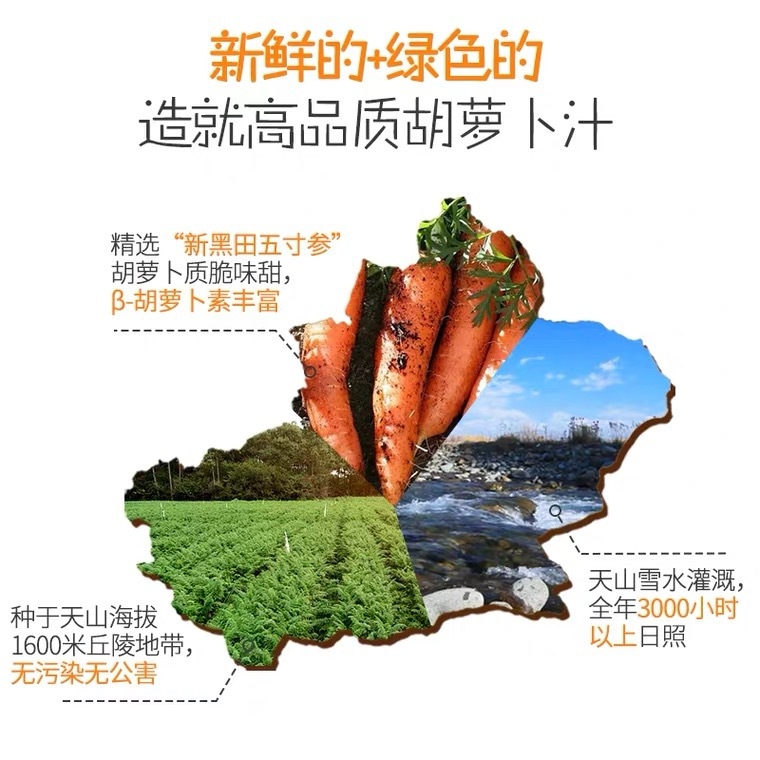 新鲜的+绿色的
造就高品质胡萝卜汁
精选“新黑田五寸参”
胡萝卜质脆味甜，
β-胡萝卜素丰富
天山雪水灌溉，
全年3000小时
以上日照
种于天山海拔
1600米丘陵地带，
无污染无公害